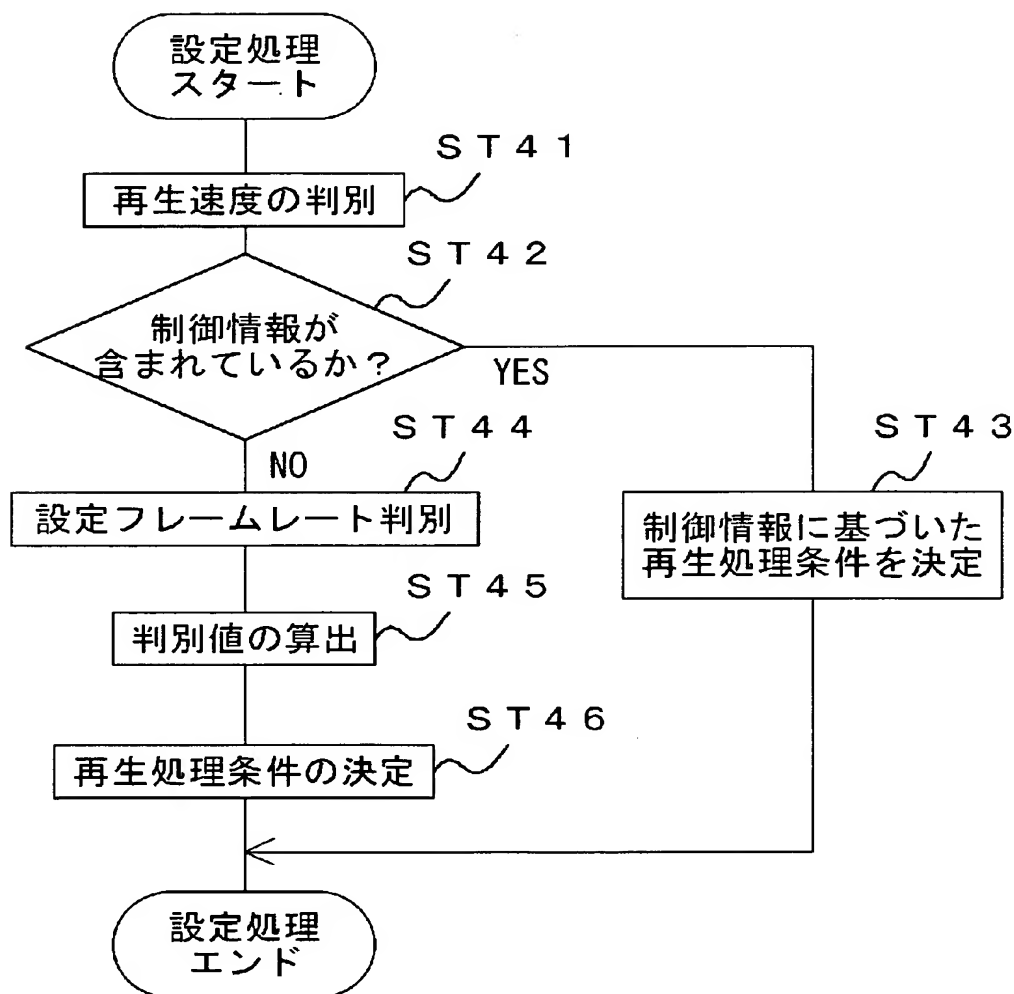 設定処理
スタート
ST41
再生速度の判別
ST42
制御情報が
含まれているか？
YES
ST44
NO
設定フレームレート判別
ST43
制御情報に基づいた
再生処理条件を決定
ST45
判別値の算出
ST46
再生処理条件の決定
設定処理
エンド